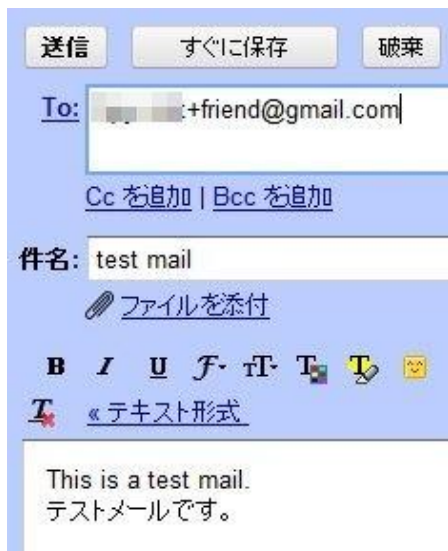 送信 すぐに保存 破棄
To: +friend@gmail.com
Cc を追加 | Bcc を追加
件名: test mail
ファイルを添付
B I U F TT T T
T « テキスト形式
This is a test mail.
テストメールです。